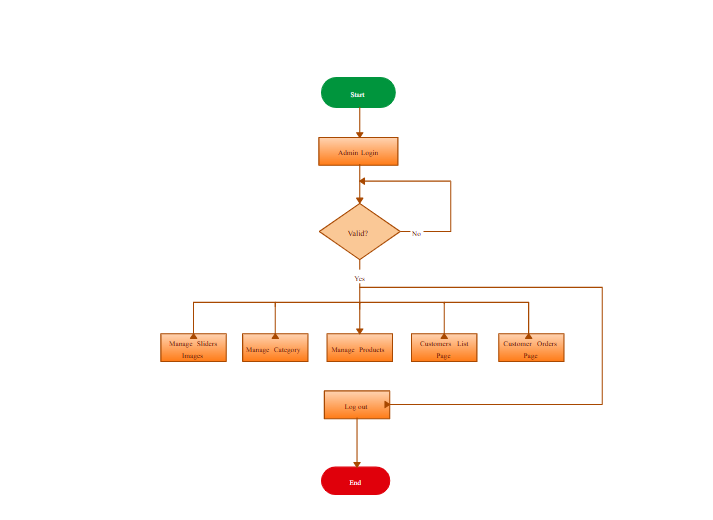 Start
Admin Login
Valid?
No
Yes
Manage Sliders
Images
Manage Category
Manage Products
Customers List
Page
Customer Orders
Page
Log out
End